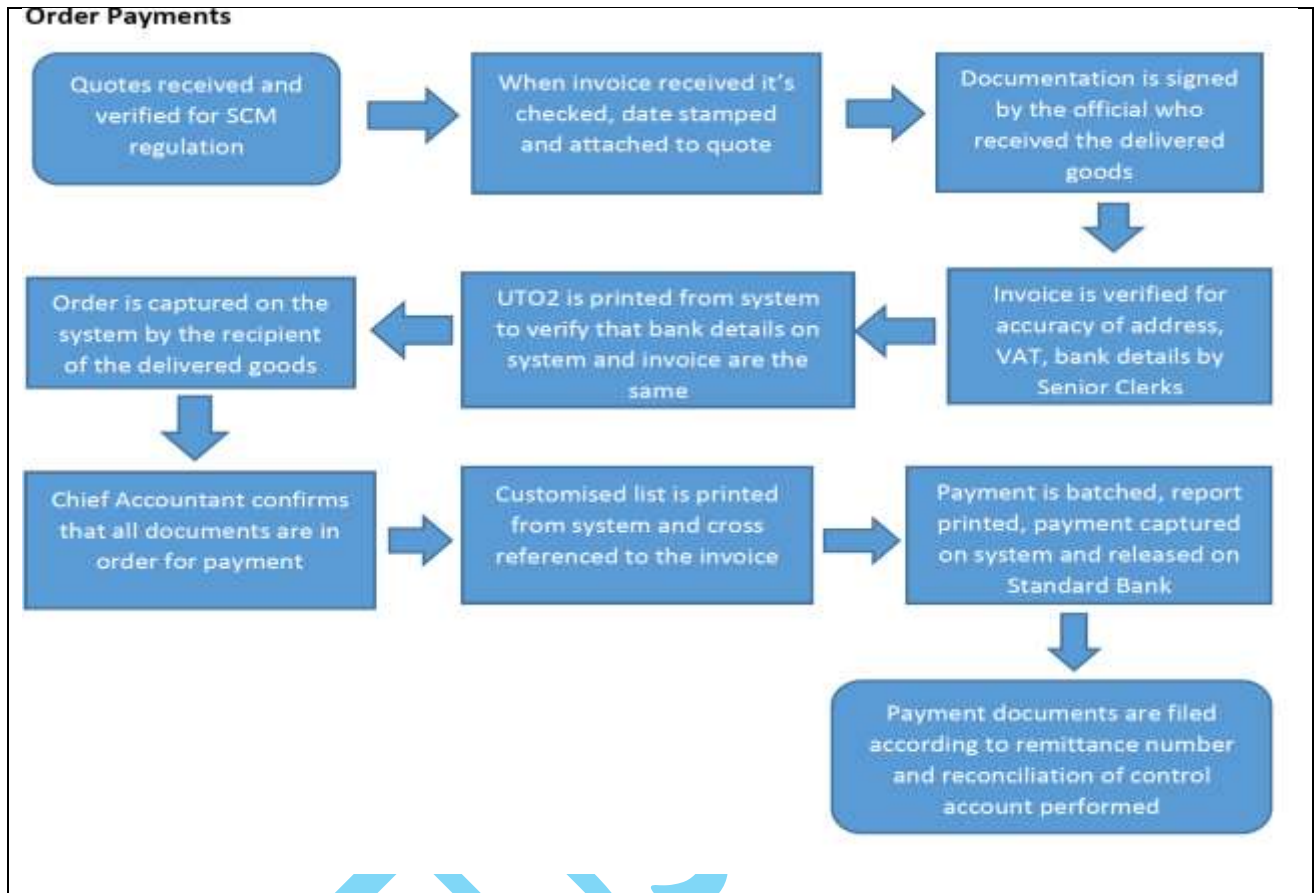 Order Payments
Quotes received and
verified for SCM
regulation
When invoice received it's
checked, date stamped
and attached to quote
Documentation is signed
by the official who
received the delivered
goods
Invoice is verified for
accuracy of address,
VAT, bank details by
Senior Clerks
UTO2 is printed from system
to verify that bank details on
system and invoice are the
same
Order is captured on the
system by the recipient
of the delivered goods
Chief Accountant confirms
that all documents are in
order for payment
Customised list is printed
from system and cross
referenced to the invoice
Payment is batched, report
printed, payment captured
on system and released on
Standard Bank
Payment documents are filed
according to remittance number
and reconciliation of control
account performed